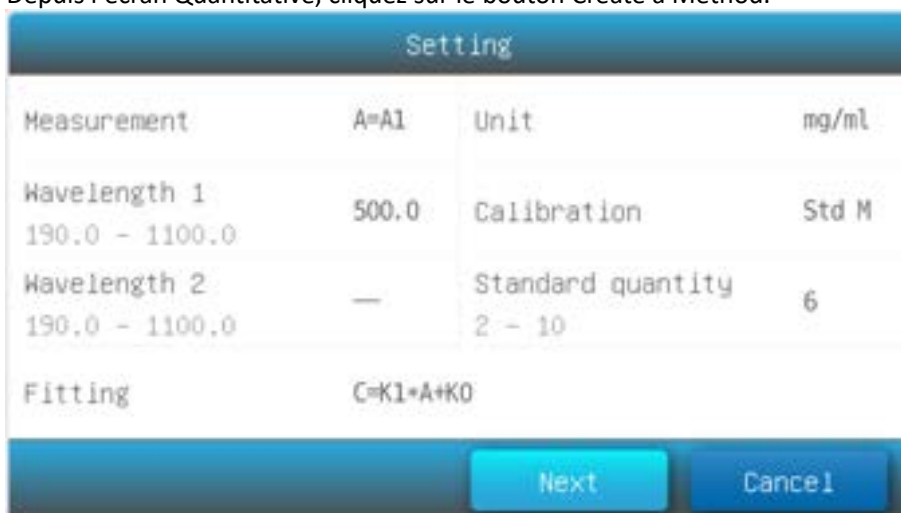 Depuis l'écran Quantitative, cliquez sur le bouton Create a Method.
Setting
Measurement A=A1 Unit mg/ml
Wavelength 1 500.0 Calibration Std M
190.0 - 1100.0
Wavelength 2 — Standard quantity 6
190.0 - 1100.0 2 - 10
Fitting C=K1*A+K0
Next Cancel